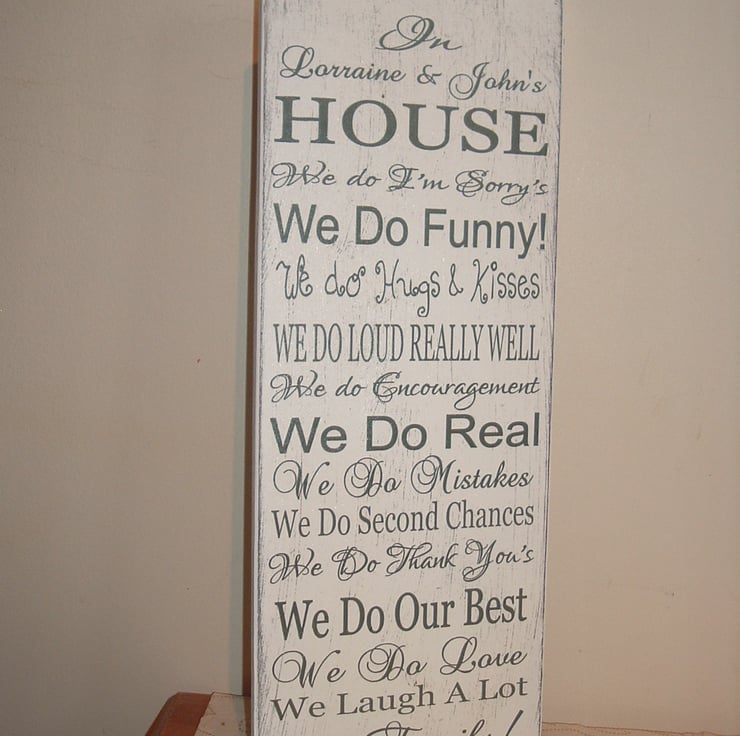 In
Lorraine & John's
HOUSE
We do I'm Sorry's
We Do Funny!
We do Hugs & Kisses
WE DO LOUD REALLY WELL
We do Encouragement
We Do Real
We Do Mistakes
We Do Second Chances
We Do Thank You's
We Do Our Best
We Do Love
We Laugh A Lot